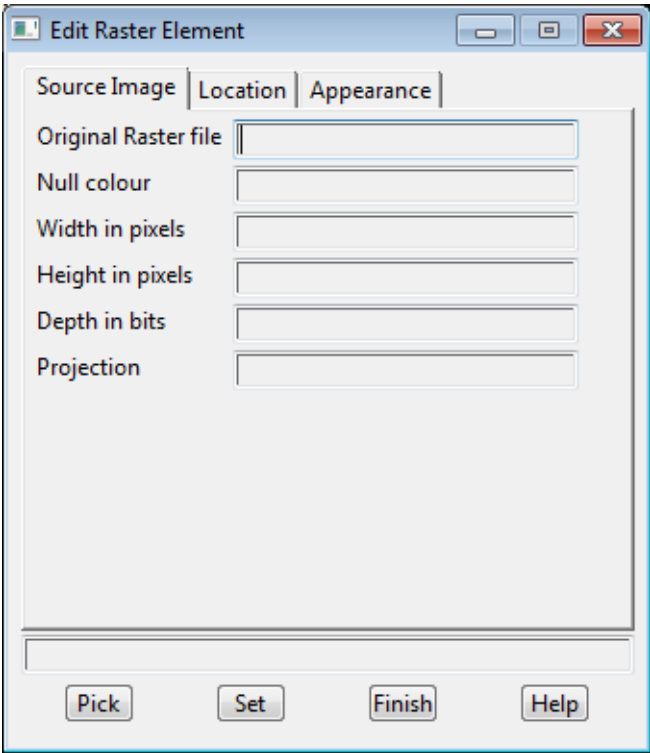 Edit Raster Element
Source Image Location Appearance
Original Raster file
Null colour
Width in pixels
Height in pixels
Depth in bits
Projection
Pick Set Finish Help